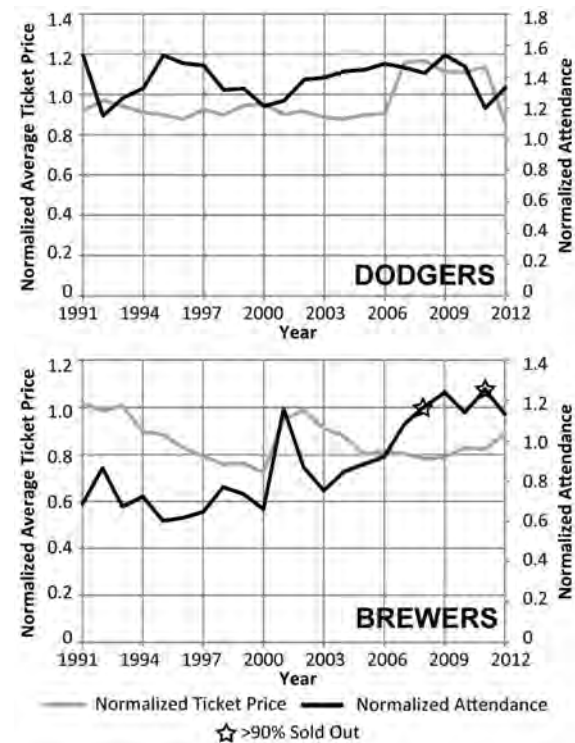 Normalized Average Ticket Price
1.4
1.2
1.0
0.8
0.6
0.4
0.2
0
Normalized Attendance
1.8
1.6
1.4
1.2
1.0
0.8
0.6
0.4
0.2
0
DODGERS
1991 1994 1997 2000 2003 2006 2009 2012
Year
Normalized Average Ticket Price
1.2
1.0
0.8
0.6
0.4
0.2
0
Normalized Attendance
1.4
1.2
1.0
0.8
0.6
0.4
0.2
0
BREWERS
1991 1994 1997 2000 2003 2006 2009 2012
Year
Normalized Ticket Price Normalized Attendance
>90% Sold Out